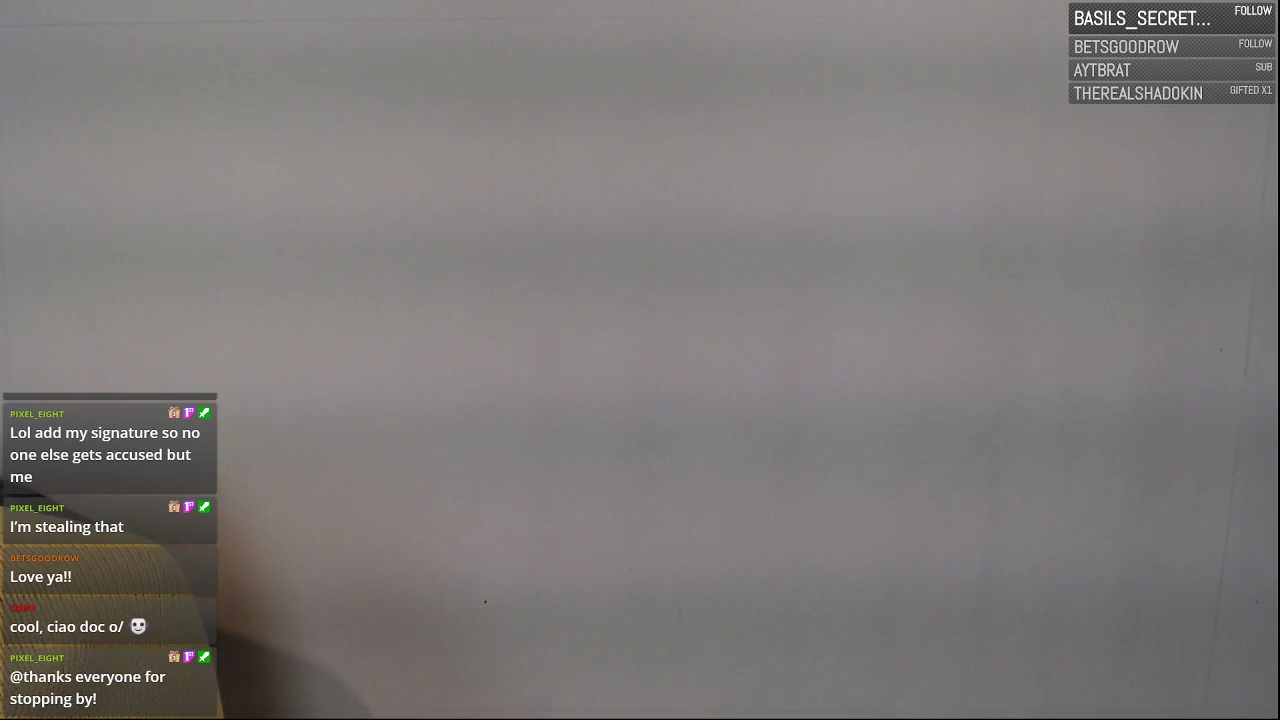 BASILS_SECRET... FOLLOW
BETSGOODROW FOLLOW
AYTBRAT SUB
THEREALSHADOKIN GIFTED X1
PIXEL_EIGHT
Lol add my signature so no
one else gets accused but
me
PIXEL_EIGHT
I'm stealing that
BETSGOODROW
Love ya!!
cool, ciao doc o/
PIXEL_EIGHT
@thanks everyone for
stopping by!